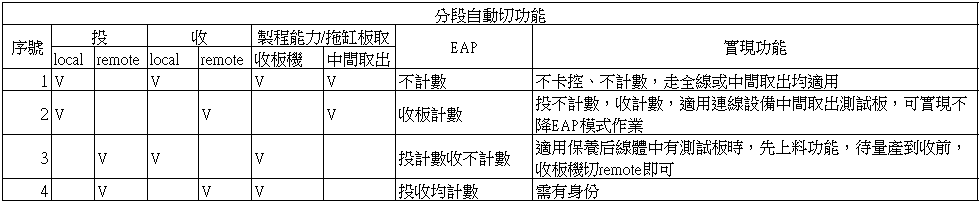 分段自動切功能
序號 投 收 製程能力/拖缸板取 EAP 實現功能
local remote local remote 收板機 中間取出
1 V V V V 不計數 不卡控、不計數，走全線或中間取出均適用
2 V V V 收板計數 投不計數，收計數，適用連線設備中間取出測試板，可實現不
降EAP模式作業
3 V V V 投計數收不計數 適用保養后線體中有測試板時，先上料功能，待量產到收前，
收板機切remote即可
4 V V V 投收均計數 需有身份